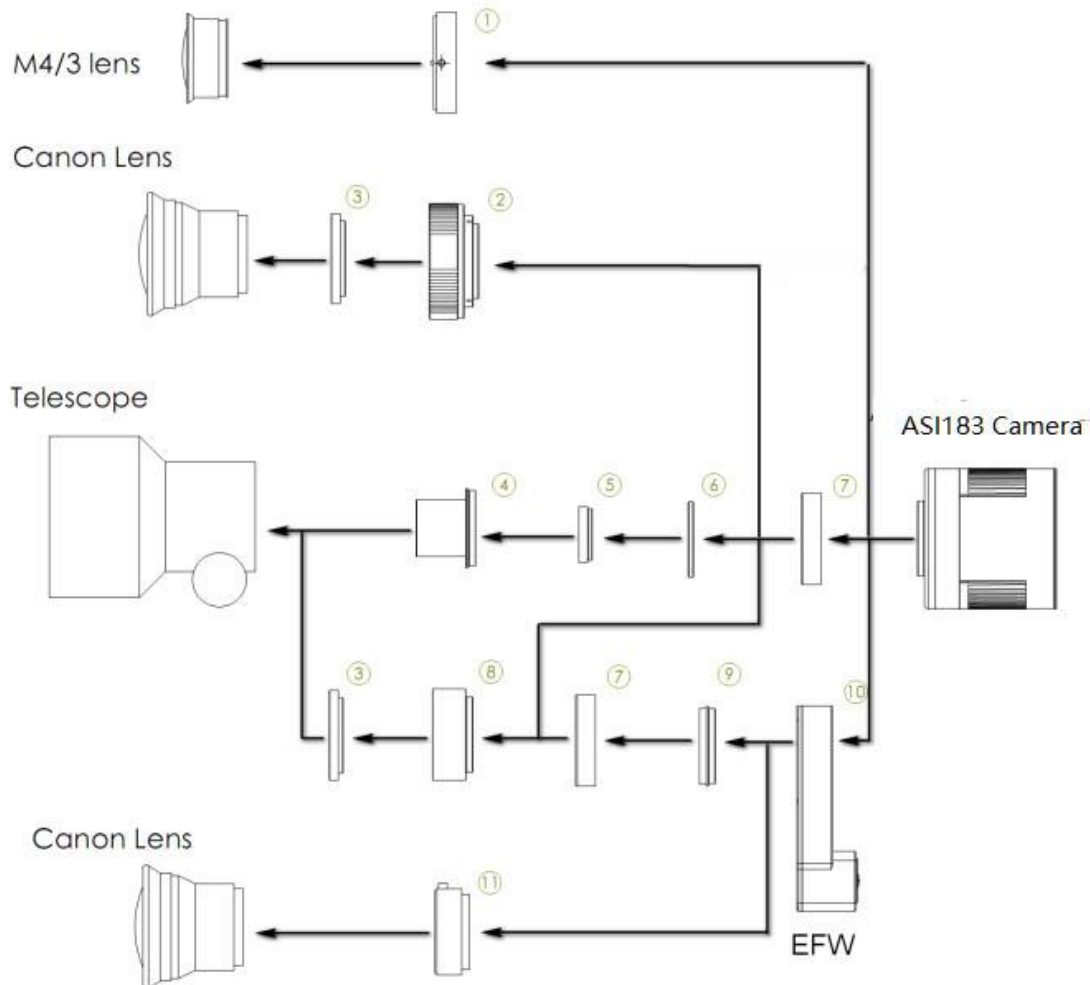 ①
M4/3 lens
Canon Lens
③ ②
Telescope
ASI183 Camera
④ ⑤ ⑥ ⑦
③ ⑧ ⑦ ⑨ ⑩
Canon Lens
⑪
EFW